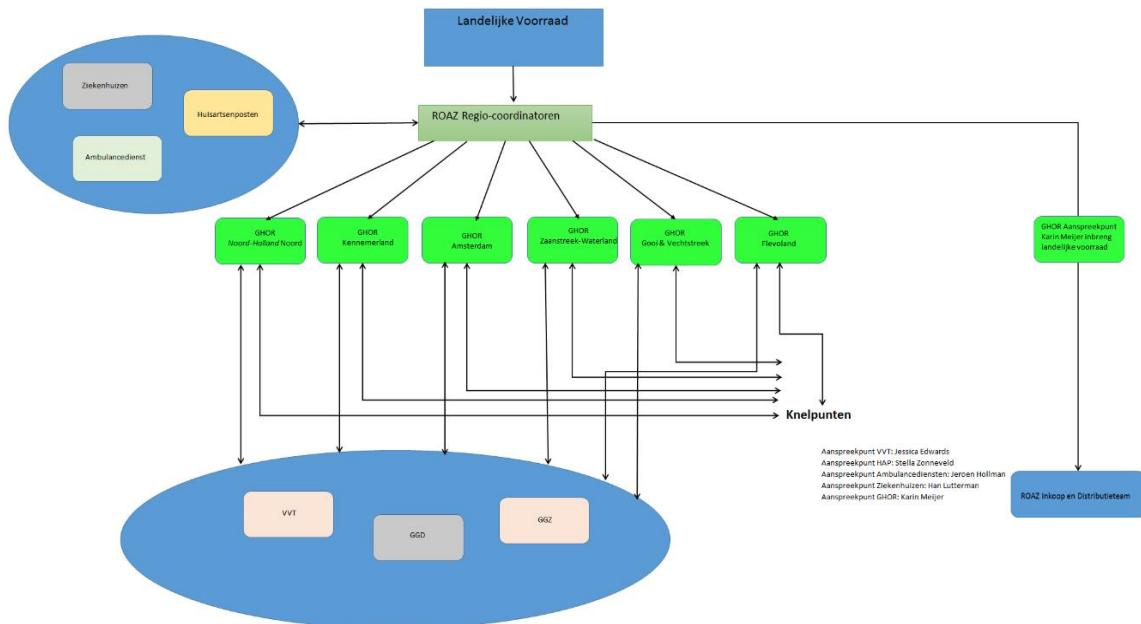 Landelijke Voorraad
Ziekenhuizen
Huisartsenposten
Ambulancedienst
ROAZ Regio-coordinatoren
GHOR
Noord-Holland Noord
GHOR
Kennemerland
GHOR
Amsterdam
GHOR
Zaanstreek-Waterland
GHOR
Gooi & Vechtstreek
GHOR
Flevoland
GHOR Aanspreekpunt
Karin Meijer inbreng
landelijke voorraad
Knelpunten
Aanspreekpunt VVT: Jessica Edwards
Aanspreekpunt HAP: Stella Zonneveld
Aanspreekpunt Ambulancediensten: Jeroen Hollman
Aanspreekpunt Ziekenhuizen: Han Lutterman
Aanspreekpunt GHOR: Karin Meijer
ROAZ Inkoop en Distributieteam
VVT
GGD
GGZ